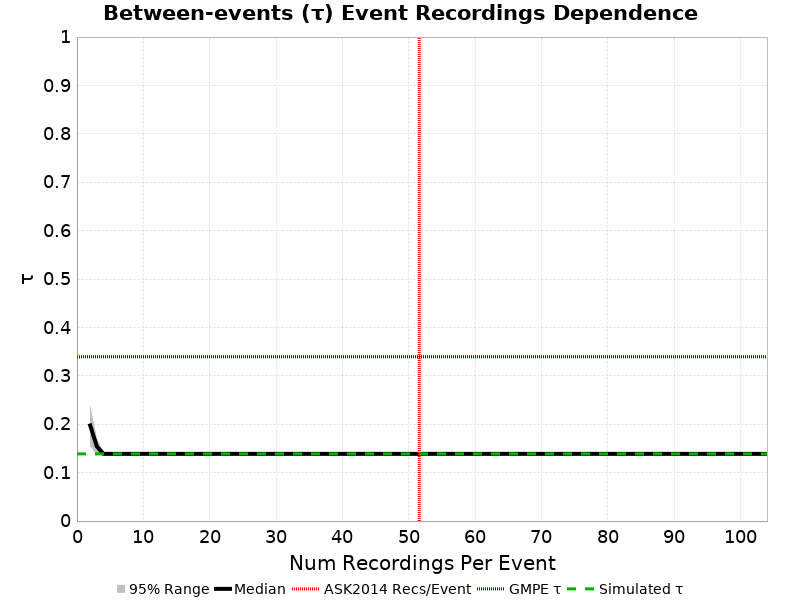 Between-events (τ) Event Recordings Dependence
1
0.9
0.8
0.7
0.6
0.5
0.4
0.3
0.2
0.1
0
τ
0 10 20 30 40 50 60 70 80 90 100
Num Recordings Per Event
95% Range Median ASK2014 Recs/Event GMPE τ Simulated τ